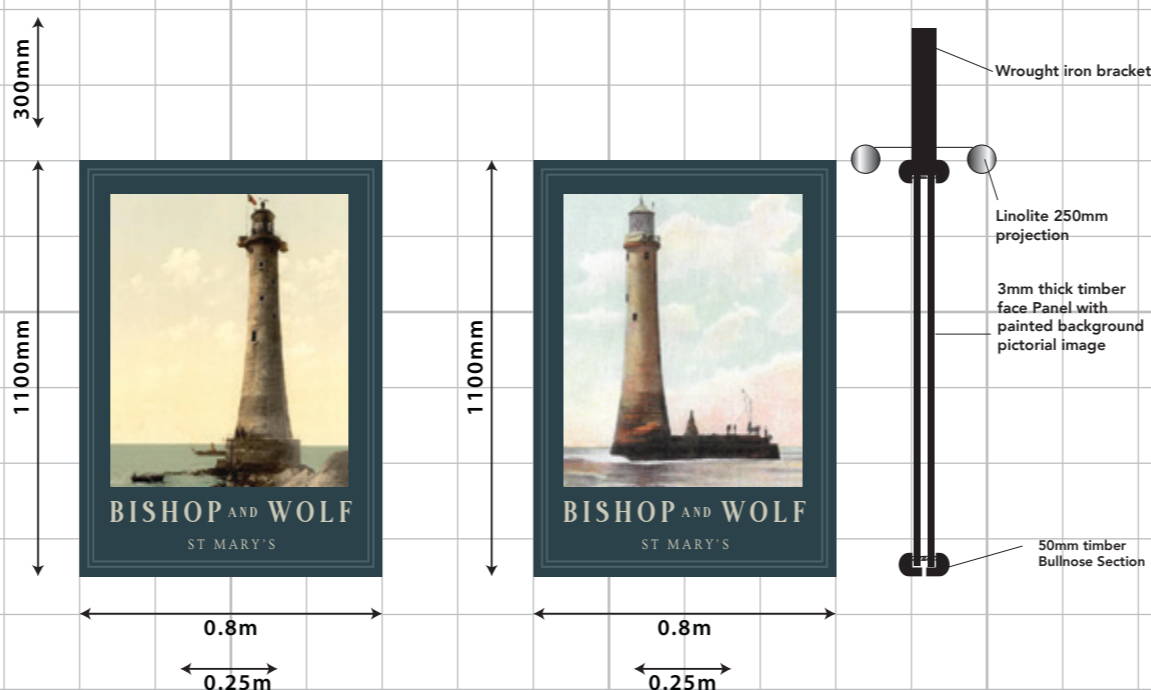 300mm
1100mm
BISHOP AND WOLF
ST MARY'S
0.8m
0.25m
1100mm
BISHOP AND WOLF
ST MARY'S
0.8m
0.25m
Wrought iron bracket
Linolite 250mm
projection
3mm thick timber
face Panel with
painted background
pictorial image
50mm timber
Bullnose Section